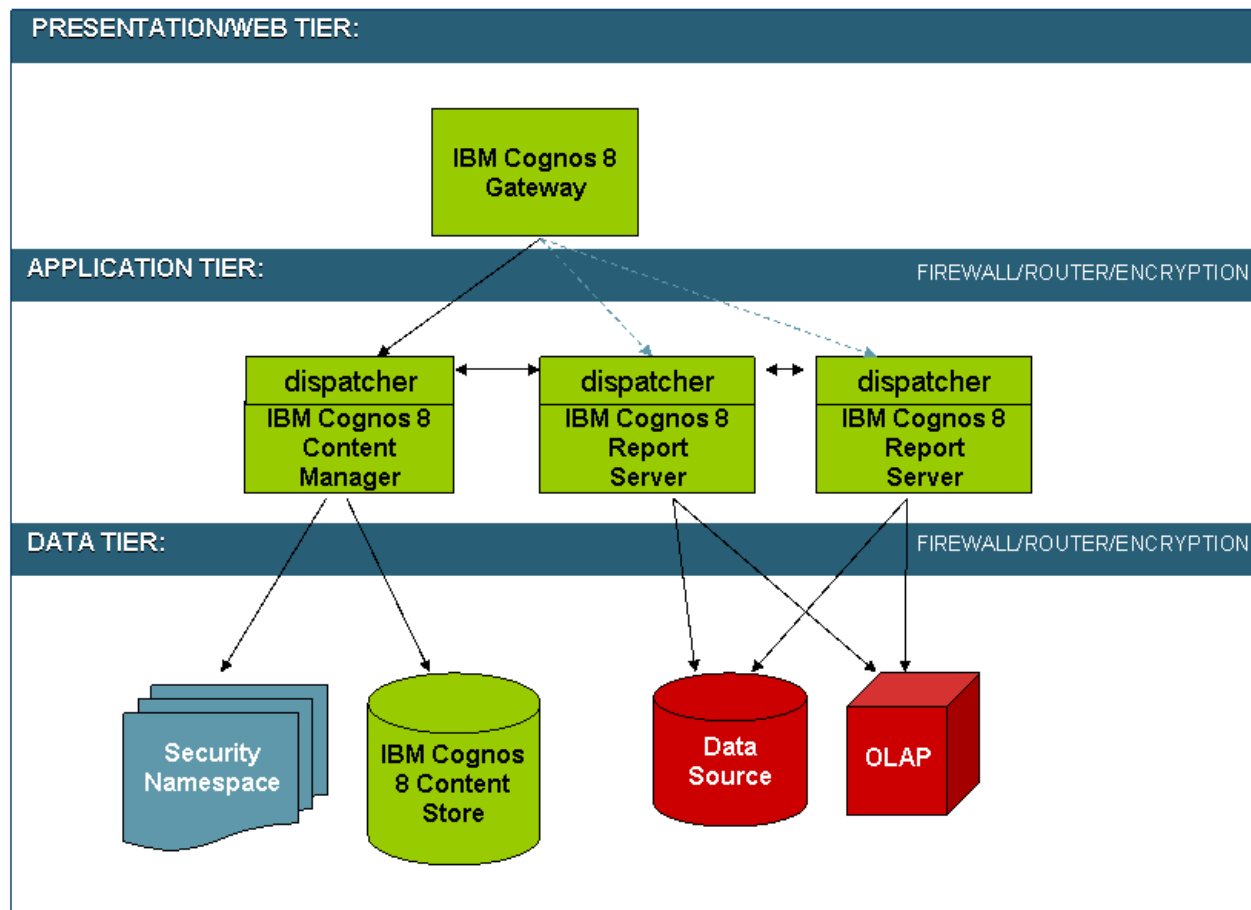 PRESENTATION/WEB TIER:
IBM Cognos 8
Gateway
APPLICATION TIER:
FIREWALL/ROUTER/ENCRYPTION
dispatcher
IBM Cognos 8
Content
Manager
dispatcher
IBM Cognos 8
Report
Server
dispatcher
IBM Cognos 8
Report
Server
DATA TIER:
FIREWALL/ROUTER/ENCRYPTION
Security
Namespace
IBM Cognos
8 Content
Store
Data
Source
OLAP